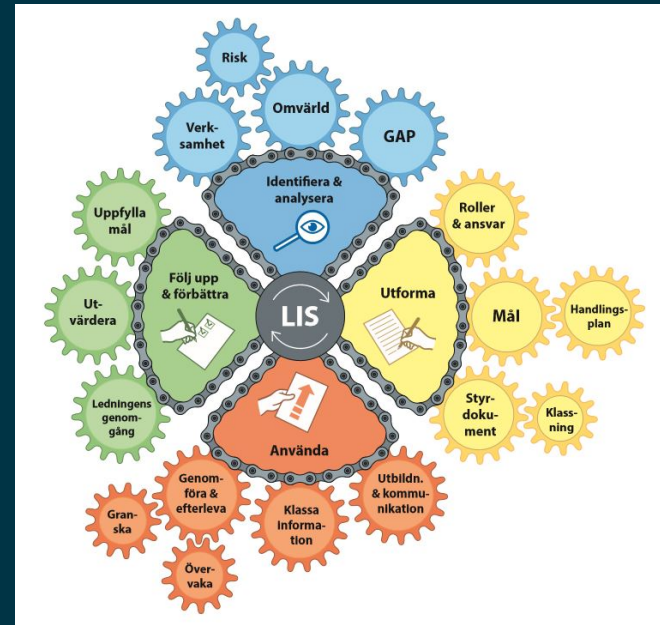 Risk
Omvärld
Verk-
samhet
GAP
Identifiera &
analysera
Roller
& ansvar
Mål
Handlings-
plan
Utforma
Styr-
doku-
ment
Klass-
ning
LIS
Utbildn.
& kommu-
nikation
Klassa
informa-
tion
Använda
Genom-
föra &
efterleva
Gran-
ska
Över-
vaka
Följ upp
& förbättra
Uppfylla
mål
Ut-
värdera
Ledningens
genom-
gång